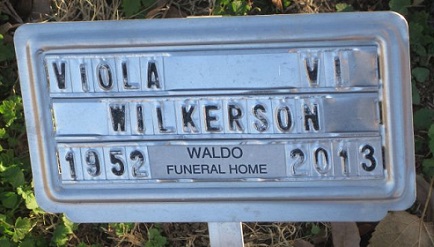 VIOLA VI
WILKERSON
1952 WALDO FUNERAL HOME 2013